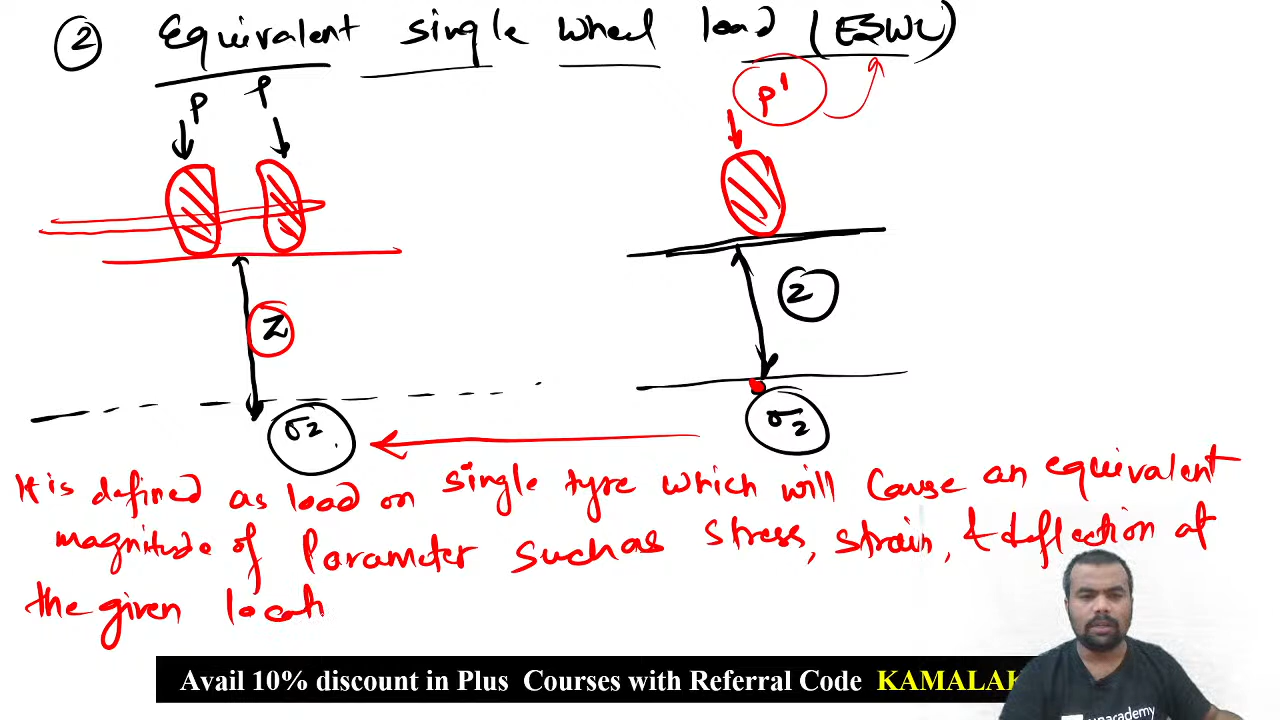 2 Equivalent single wheel load (ESWL)
P P
P'
Z
z
σz
σz
It is defined as load on single tyre which will cause an equivalent
magnitude of Parameter such as stress, strain, & deflection at
the given locati
Avail 10% discount in Plus Courses with Referral Code KAMALAK
unacademy